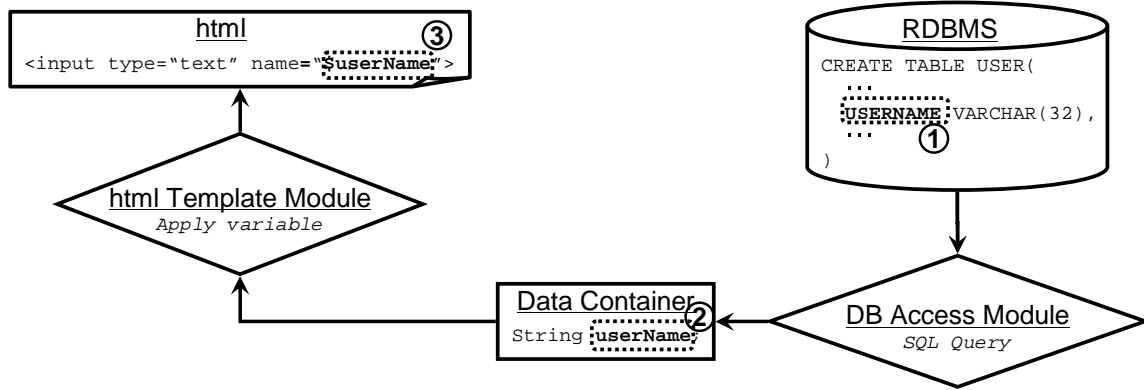 html
③
<input type=“text” name=“$userName”>
RDBMS
CREATE TABLE USER(
...
USERNAME VARCHAR(32),
...
①
)
html Template Module
Apply variable
Data Container
②
String userName
DB Access Module
SQL Query